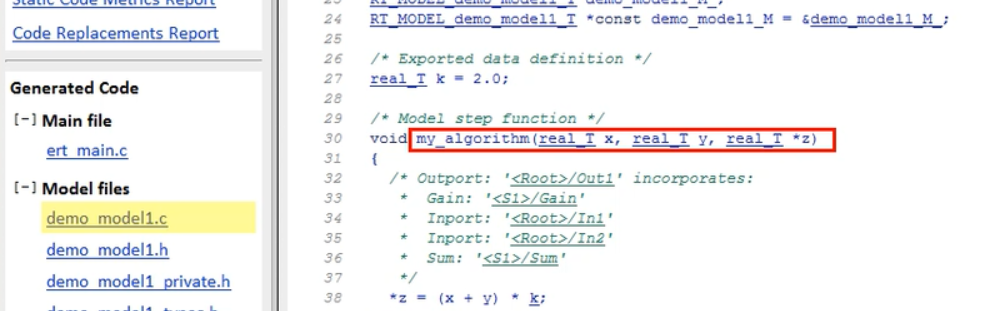 Static Code Metrics Report
Code Replacements Report
Generated Code
[-] Main file
ert_main.c
[-] Model files
demo_model1.c
demo_model1.h
demo_model1_private.h
demo_model1_types.h
23 RT_MODEL_demo_model1_T demo_model1_M_;
24 RT_MODEL_demo_model1_T *const demo_model1_M = &demo_model1_M_;
25
26 /* Exported data definition */
27 real_T k = 2.0;
28
29 /* Model step function */
30 void my_algorithm(real_T x, real_T y, real_T *z)
31 {
32 /* Outport: '<Root>/Out1' incorporates:
33 * Gain: '<S1>/Gain'
34 * Inport: '<Root>/In1'
35 * Inport: '<Root>/In2'
36 * Sum: '<S1>/Sum'
37 */
38 *z = (x + y) * k;